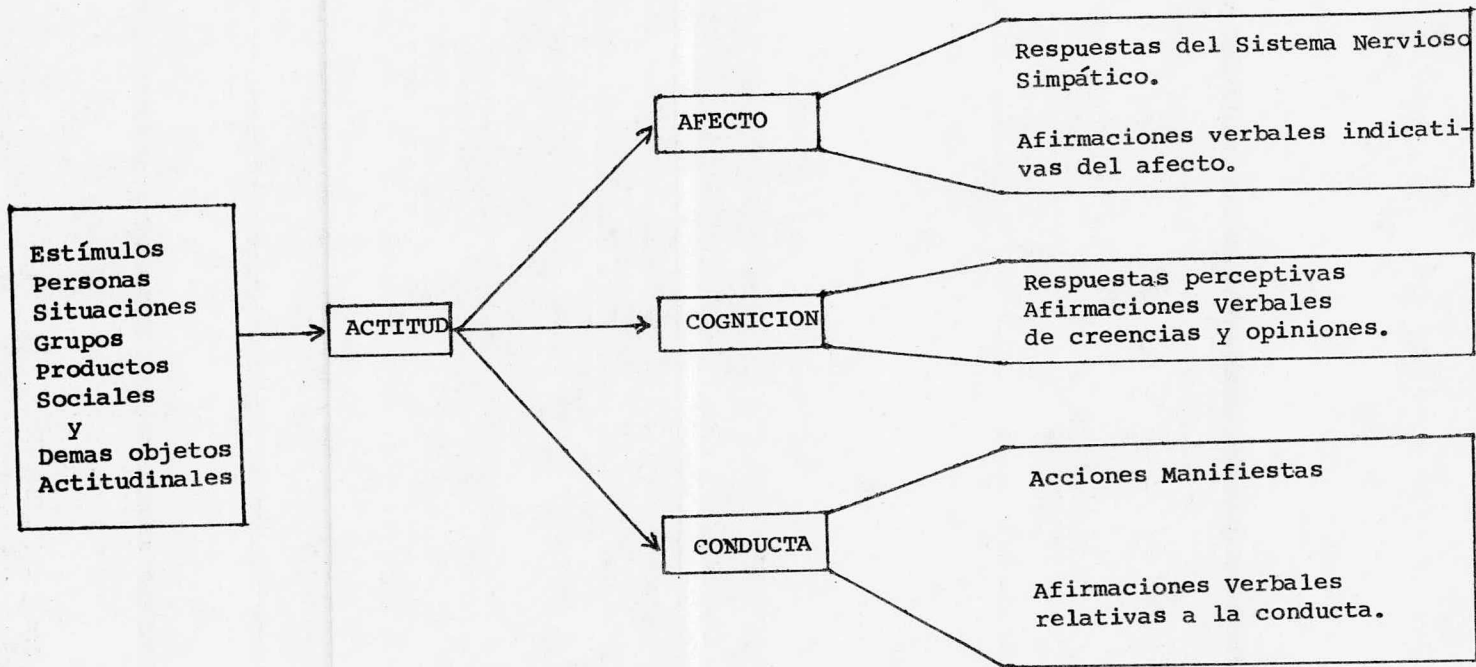 Estímulos
Personas
Situaciones
Grupos
Productos
Sociales
y
Demas objetos
Actitudinales
ACTITUD
AFECTO
Respuestas del Sistema Nervioso
Simpático.
Afirmaciones verbales indicati-
vas del afecto.
COGNICION
Respuestas perceptivas
Afirmaciones Verbales
de creencias y opiniones.
CONDUCTA
Acciones Manifiestas
Afirmaciones Verbales
relativas a la conducta.